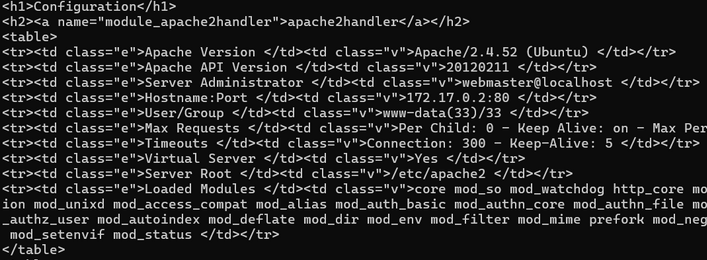 <h1>Configuration</h1>
<h2><a name="module_apache2handler">apache2handler</a></h2>
<table>
<tr><td class="e">Apache Version </td><td class="v">Apache/2.4.52 (Ubuntu) </td></tr>
<tr><td class="e">Apache API Version </td><td class="v">20120211 </td></tr>
<tr><td class="e">Server Administrator </td><td class="v">webmaster@localhost </td></tr>
<tr><td class="e">Hostname:Port </td><td class="v">172.17.0.2:80 </td></tr>
<tr><td class="e">User/Group </td><td class="v">www-data(33)/33 </td></tr>
<tr><td class="e">Max Requests </td><td class="v">Per Child: 0 - Keep Alive: on - Max Per
<tr><td class="e">Timeouts </td><td class="v">Connection: 300 - Keep-Alive: 5 </td></tr>
<tr><td class="e">Virtual Server </td><td class="v">Yes </td></tr>
<tr><td class="e">Server Root </td><td class="v">/etc/apache2 </td></tr>
<tr><td class="e">Loaded Modules </td><td class="v">core mod_so mod_watchdog http_core mo
ion mod_unixd mod_access_compat mod_alias mod_auth_basic mod_authn_core mod_authn_file mo
_authz_user mod_autoindex mod_deflate mod_dir mod_env mod_filter mod_mime prefork mod_neg
mod_setenvif mod_status </td></tr>
</table>